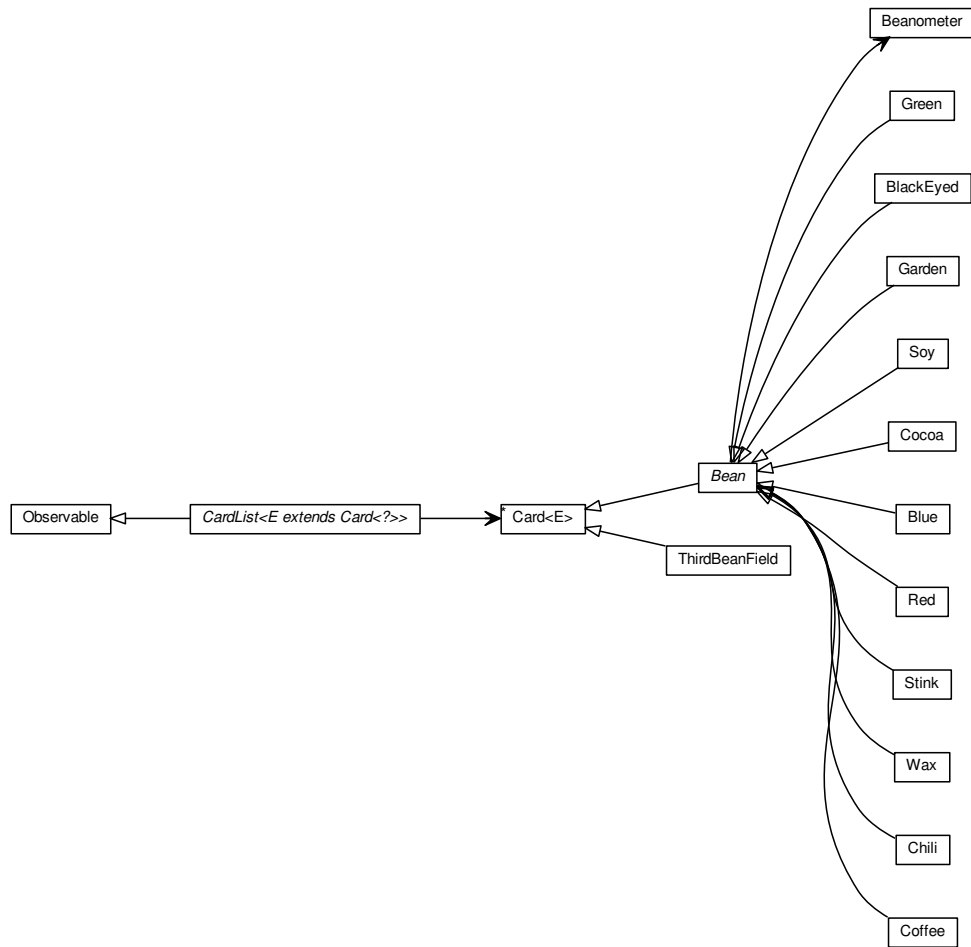 Beanometer
Green
BlackEyed
Garden
Soy
Cocoa
Bean
Observable
CardList<E extends Card<?>>
* Card<E>
Blue
ThirdBeanField
Red
Stink
Wax
Chili
Coffee